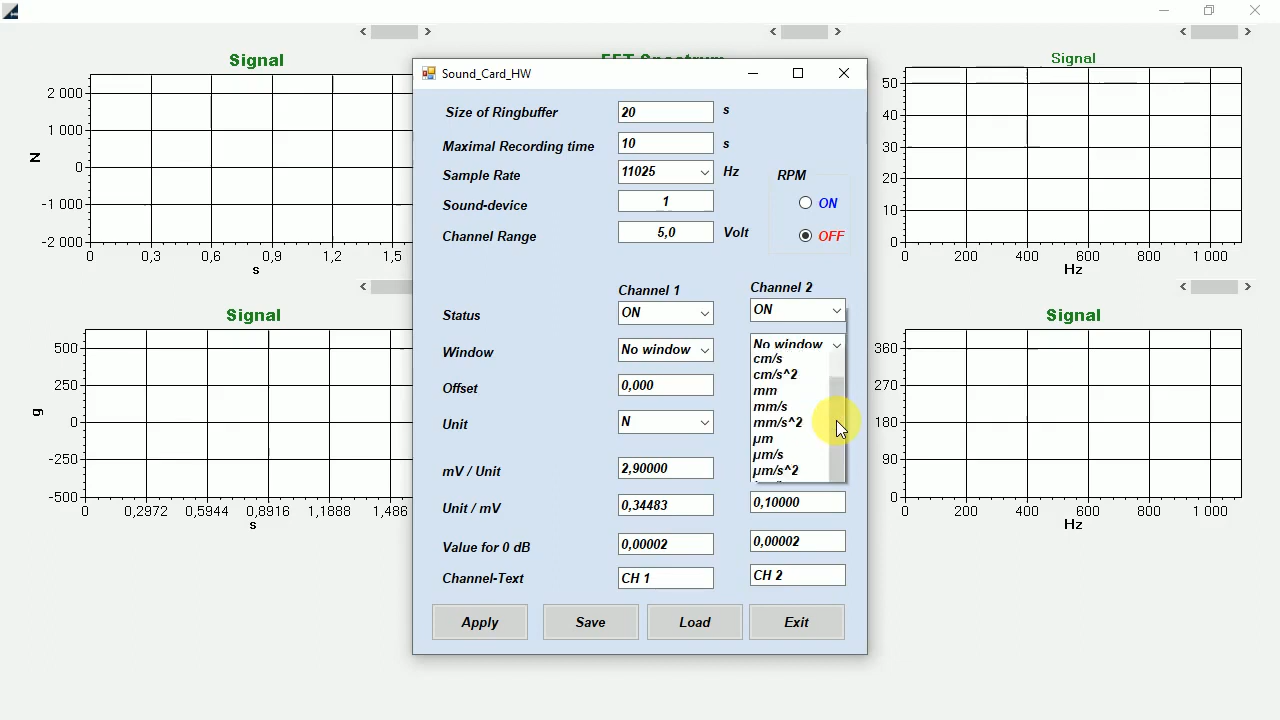 Signal
2 000
1 000
0
-1 000
-2 000
N
0 0,3 0,6 0,9 1,2 1,5
s
Signal
50
40
30
20
10
0
0 200 400 600 800 1 000
Hz
Signal
500
250
0
-250
-500
g
0 0,2972 0,5944 0,8916 1,1888 1,486
s
Signal
360
270
180
90
0
0 200 400 600 800 1 000
Hz
Sound_Card_HW
Size of Ringbuffer 20 s
Maximal Recording time 10 s
Sample Rate 11025 Hz
Sound-device 1
Channel Range 5,0 Volt
RPM
ON
OFF
Channel 1 Channel 2
Status ON ON
Window No window No window
Offset 0,000
Unit N
cm/s
cm/s^2
mm
mm/s
mm/s^2
µm
µm/s
µm/s^2
mV / Unit 2,90000
Unit / mV 0,34483 0,10000
Value for 0 dB 0,00002 0,00002
Channel-Text CH 1 CH 2
Apply Save Load Exit